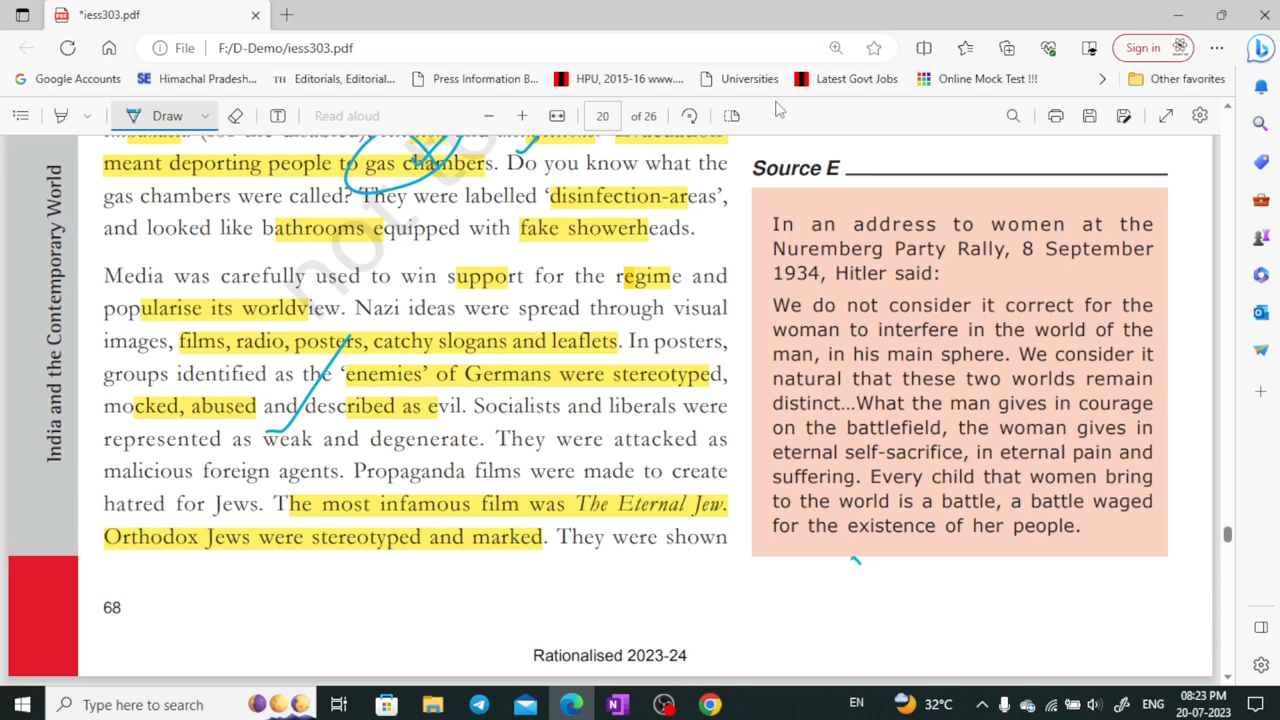 *iess303.pdf
File F:/D-Demo/iess303.pdf
Sign in
Google Accounts SE Himachal Pradesh... TH Editorials, Editorial... Press Information B... HPU, 2015-16 www.... Universities Latest Govt Jobs Online Mock Test !!! Other favorites
Draw Read aloud 20 of 26
meant deporting people to gas chambers. Do you know what the
gas chambers were called? They were labelled ‘disinfection-areas’,
and looked like bathrooms equipped with fake showerheads.
Media was carefully used to win support for the regime and
popularise its worldview. Nazi ideas were spread through visual
images, films, radio, posters, catchy slogans and leaflets. In posters,
groups identified as the ‘enemies’ of Germans were stereotyped,
mocked, abused and described as evil. Socialists and liberals were
represented as weak and degenerate. They were attacked as
malicious foreign agents. Propaganda films were made to create
hatred for Jews. The most infamous film was The Eternal Jew.
Orthodox Jews were stereotyped and marked. They were shown
68
Rationalised 2023-24
India and the Contemporary World
not to
Source E
In an address to women at the
Nuremberg Party Rally, 8 September
1934, Hitler said:
We do not consider it correct for the
woman to interfere in the world of the
man, in his main sphere. We consider it
natural that these two worlds remain
distinct...What the man gives in courage
on the battlefield, the woman gives in
eternal self-sacrifice, in eternal pain and
suffering. Every child that women bring
to the world is a battle, a battle waged
for the existence of her people.
Type here to search
EN 32°C ENG 08:23 PM
20-07-2023